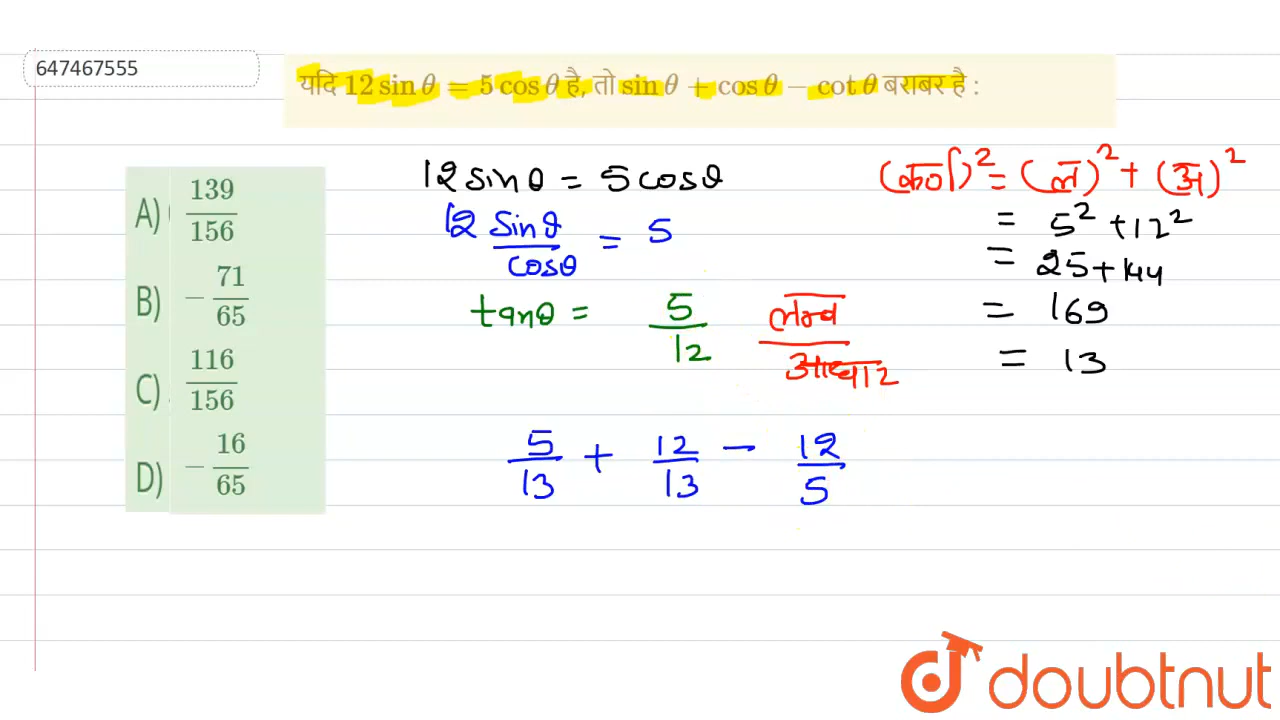 647467555
यदि 12 sin θ = 5 cos θ है, तो sin θ + cos θ − cot θ बराबर है :
A) 139/156
B) − 71/65
C) 116/156
D) − 16/65
12 sinθ = 5 cosθ
12 sinθ/cosθ = 5
tanθ = 5/12 लम्ब/आधार
5/13 + 12/13 − 12/5
(कर्ण)² = (ल)² + (अ)²
= 5² + 12²
= 25 + 144
= 169
= 13
doubtnut